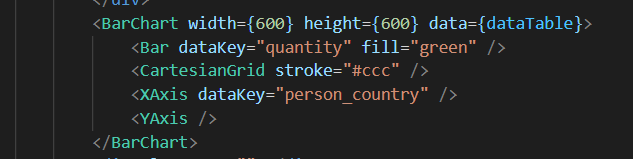 </div>
<BarChart width={600} height={600} data={dataTable}>
<Bar dataKey="quantity" fill="green" />
<CartesianGrid stroke="#ccc" />
<XAxis dataKey="person_country" />
<YAxis />
</BarChart>